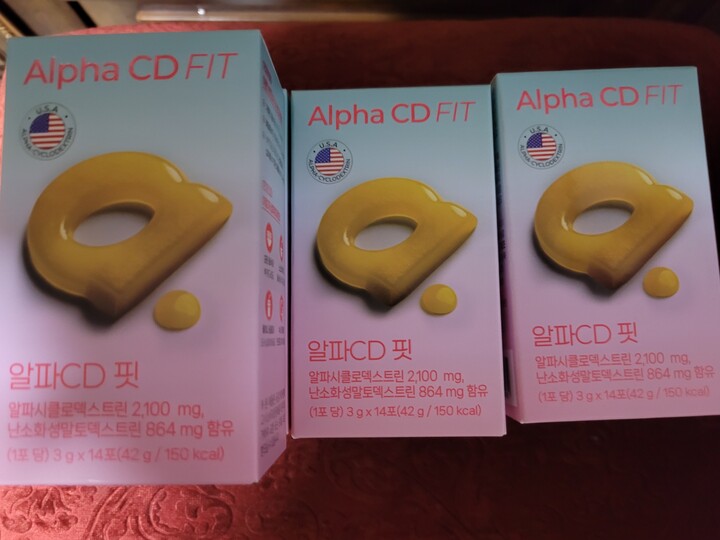 Alpha CD FIT
U.S.A
ALPHA-CYCLODEXTRIN
알파CD 핏
알파시클로덱스트린 2,100 mg,
난소화성말토덱스트린 864 mg 함유
(1포 당) 3 g x 14포(42 g / 150 kcal)
Alpha CD FIT
U.S.A
ALPHA-CYCLODEXTRIN
알파CD 핏
알파시클로덱스트린 2,100 mg,
난소화성말토덱스트린 864 mg 함유
(1포 당) 3 g x 14포(42 g / 150 kcal)
Alpha CD FIT
U.S.A
ALPHA-CYCLODEXTRIN
알파CD 핏
알파시클로덱스트린 2,100 mg,
난소화성말토덱스트린 864 mg 함유
(1포 당) 3 g x 14포(42 g / 150 kcal)